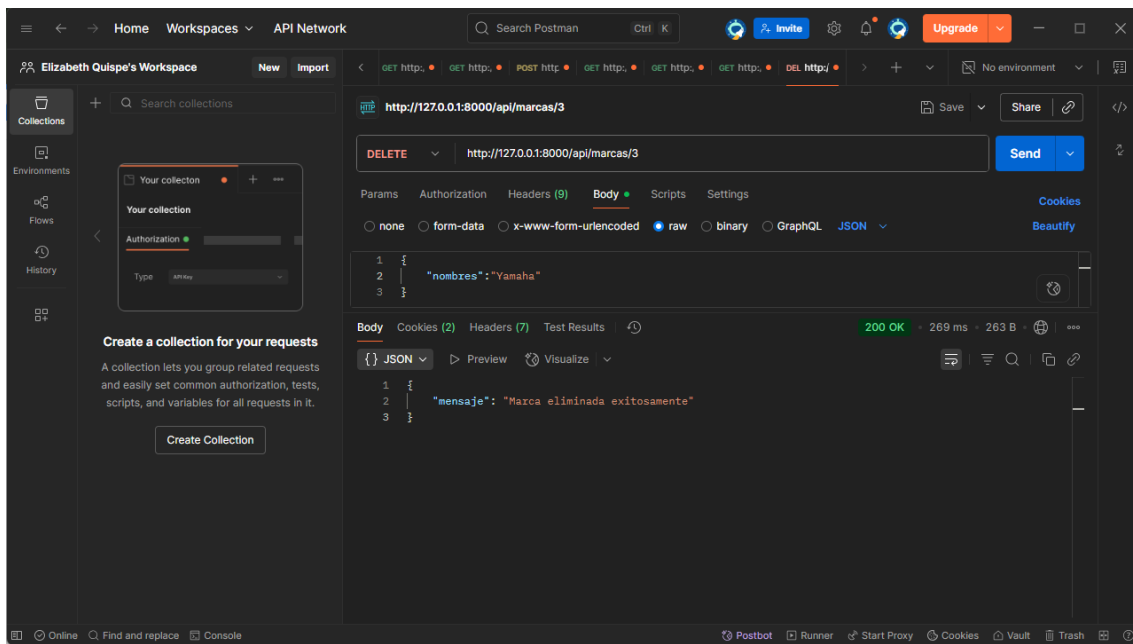 Home Workspaces API Network Search Postman Ctrl K Invite Upgrade
Elizabeth Quispe's Workspace New Import GET http:, GET http:, POST http GET http:, GET http:, GET http:, DEL http:/ No environment
Collections
Environments
Flows
History
Search collections
Your collecton
Your collection
Authorization
Type API Key
Create a collection for your requests
A collection lets you group related requests
and easily set common authorization, tests,
scripts, and variables for all requests in it.
Create Collection
HTTP http://127.0.0.1:8000/api/marcas/3 Save Share
DELETE http://127.0.0.1:8000/api/marcas/3 Send
Params Authorization Headers (9) Body Scripts Settings Cookies
none form-data x-www-form-urlencoded raw binary GraphQL JSON Beautify
1 {
2 "nombres":"Yamaha"
3 }
Body Cookies (2) Headers (7) Test Results 200 OK 269 ms 263 B
{} JSON Preview Visualize
1 {
2 "mensaje": "Marca eliminada exitosamente"
3 }
Online Find and replace Console Postbot Runner Start Proxy Cookies Vault Trash